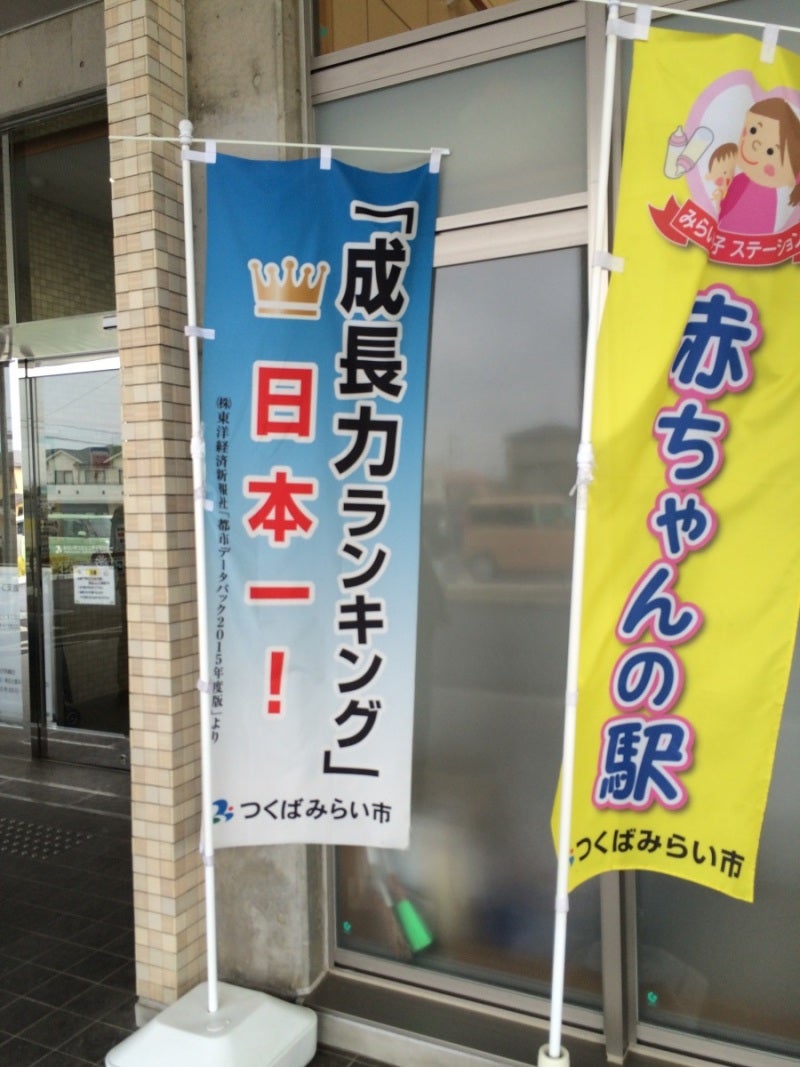 「成長力ランキング」
日本一！
㈱東洋経済新報社「都市データパック2015年度版」より
つくばみらい市
みらい子 ステーション
赤ちゃんの駅
つくばみらい市